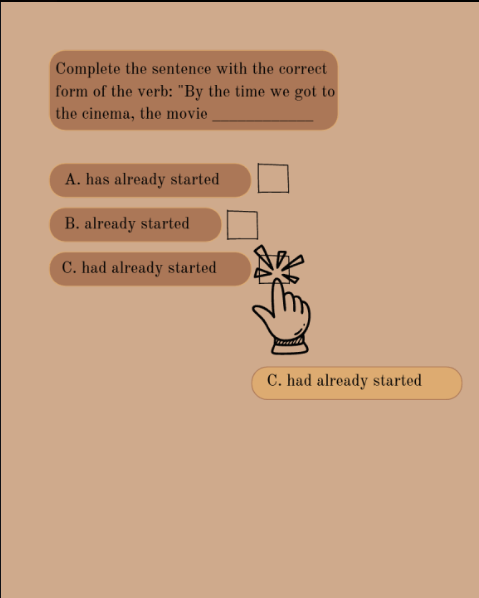 Complete the sentence with the correct
form of the verb: "By the time we got to
the cinema, the movie ____________
A. has already started
B. already started
C. had already started
C. had already started